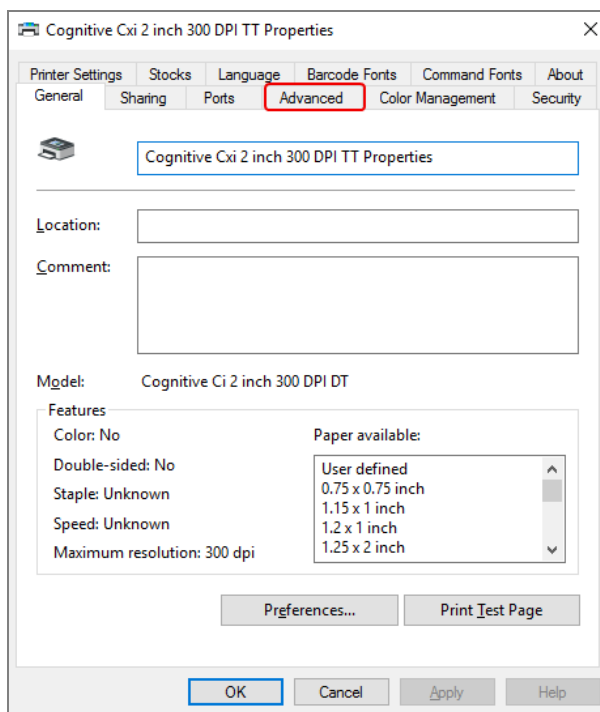 Cognitive Cxi 2 inch 300 DPI TT Properties
Printer Settings Stocks Language Barcode Fonts Command Fonts About
General Sharing Ports Advanced Color Management Security
Cognitive Cxi 2 inch 300 DPI TT Properties
Location:
Comment:
Model: Cognitive Ci 2 inch 300 DPI DT
Features
Color: No
Double-sided: No
Staple: Unknown
Speed: Unknown
Maximum resolution: 300 dpi
Paper available:
User defined
0.75 x 0.75 inch
1.15 x 1 inch
1.2 x 1 inch
1.25 x 2 inch
Preferences... Print Test Page
OK Cancel Apply Help